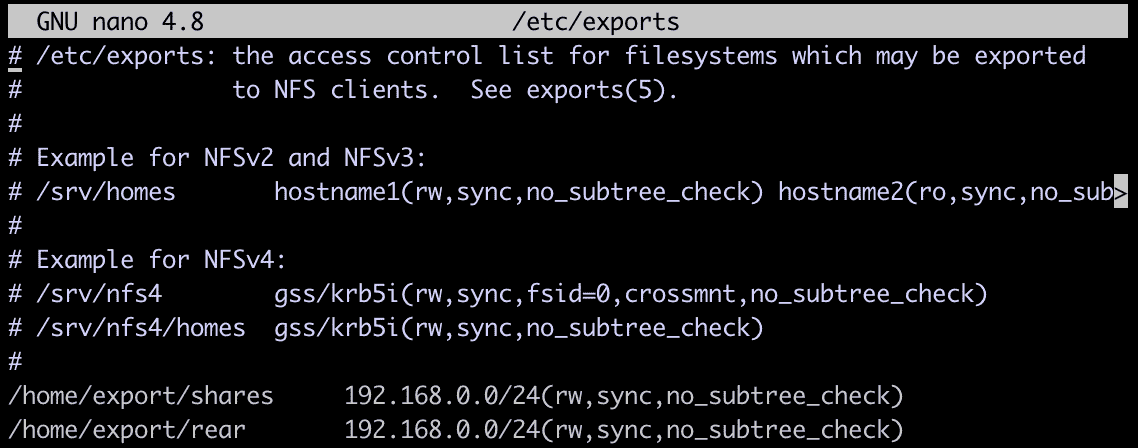 GNU nano 4.8 /etc/exports
# /etc/exports: the access control list for filesystems which may be exported
# to NFS clients. See exports(5).
#
# Example for NFSv2 and NFSv3:
# /srv/homes hostname1(rw,sync,no_subtree_check) hostname2(ro,sync,no_sub>
#
# Example for NFSv4:
# /srv/nfs4 gss/krb5i(rw,sync,fsid=0,crossmnt,no_subtree_check)
# /srv/nfs4/homes gss/krb5i(rw,sync,no_subtree_check)
#
/home/export/shares 192.168.0.0/24(rw,sync,no_subtree_check)
/home/export/rear 192.168.0.0/24(rw,sync,no_subtree_check)